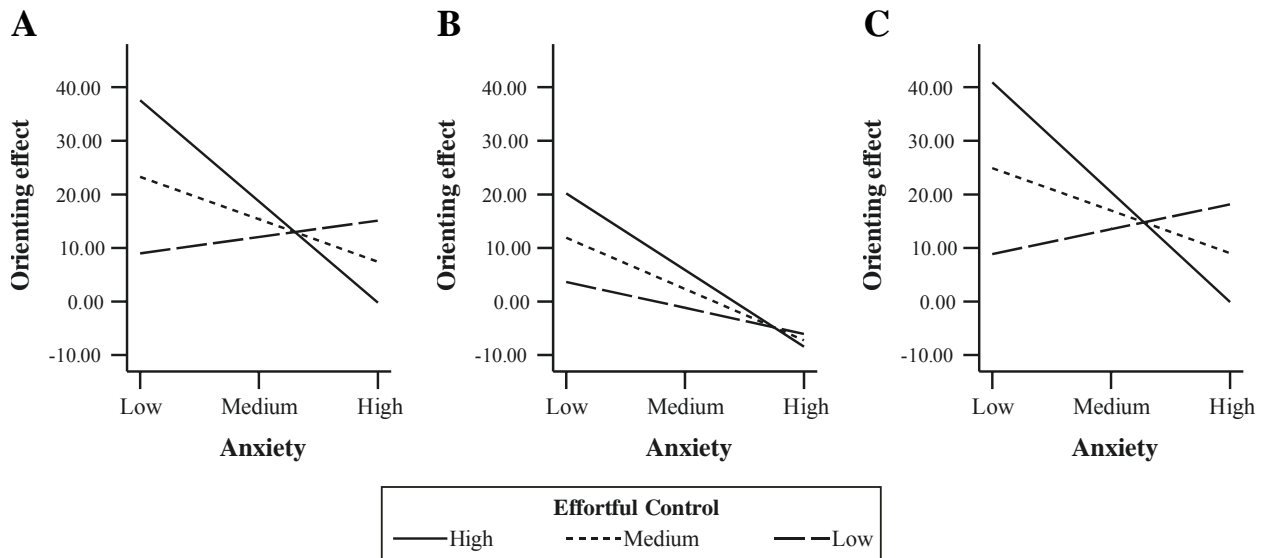 A
Orienting effect
40.00
30.00
20.00
10.00
0.00
-10.00
Low Medium High
Anxiety
B
Orienting effect
40.00
30.00
20.00
10.00
0.00
-10.00
Low Medium High
Anxiety
C
Orienting effect
40.00
30.00
20.00
10.00
0.00
-10.00
Low Medium High
Anxiety
Effortful Control
High Medium Low